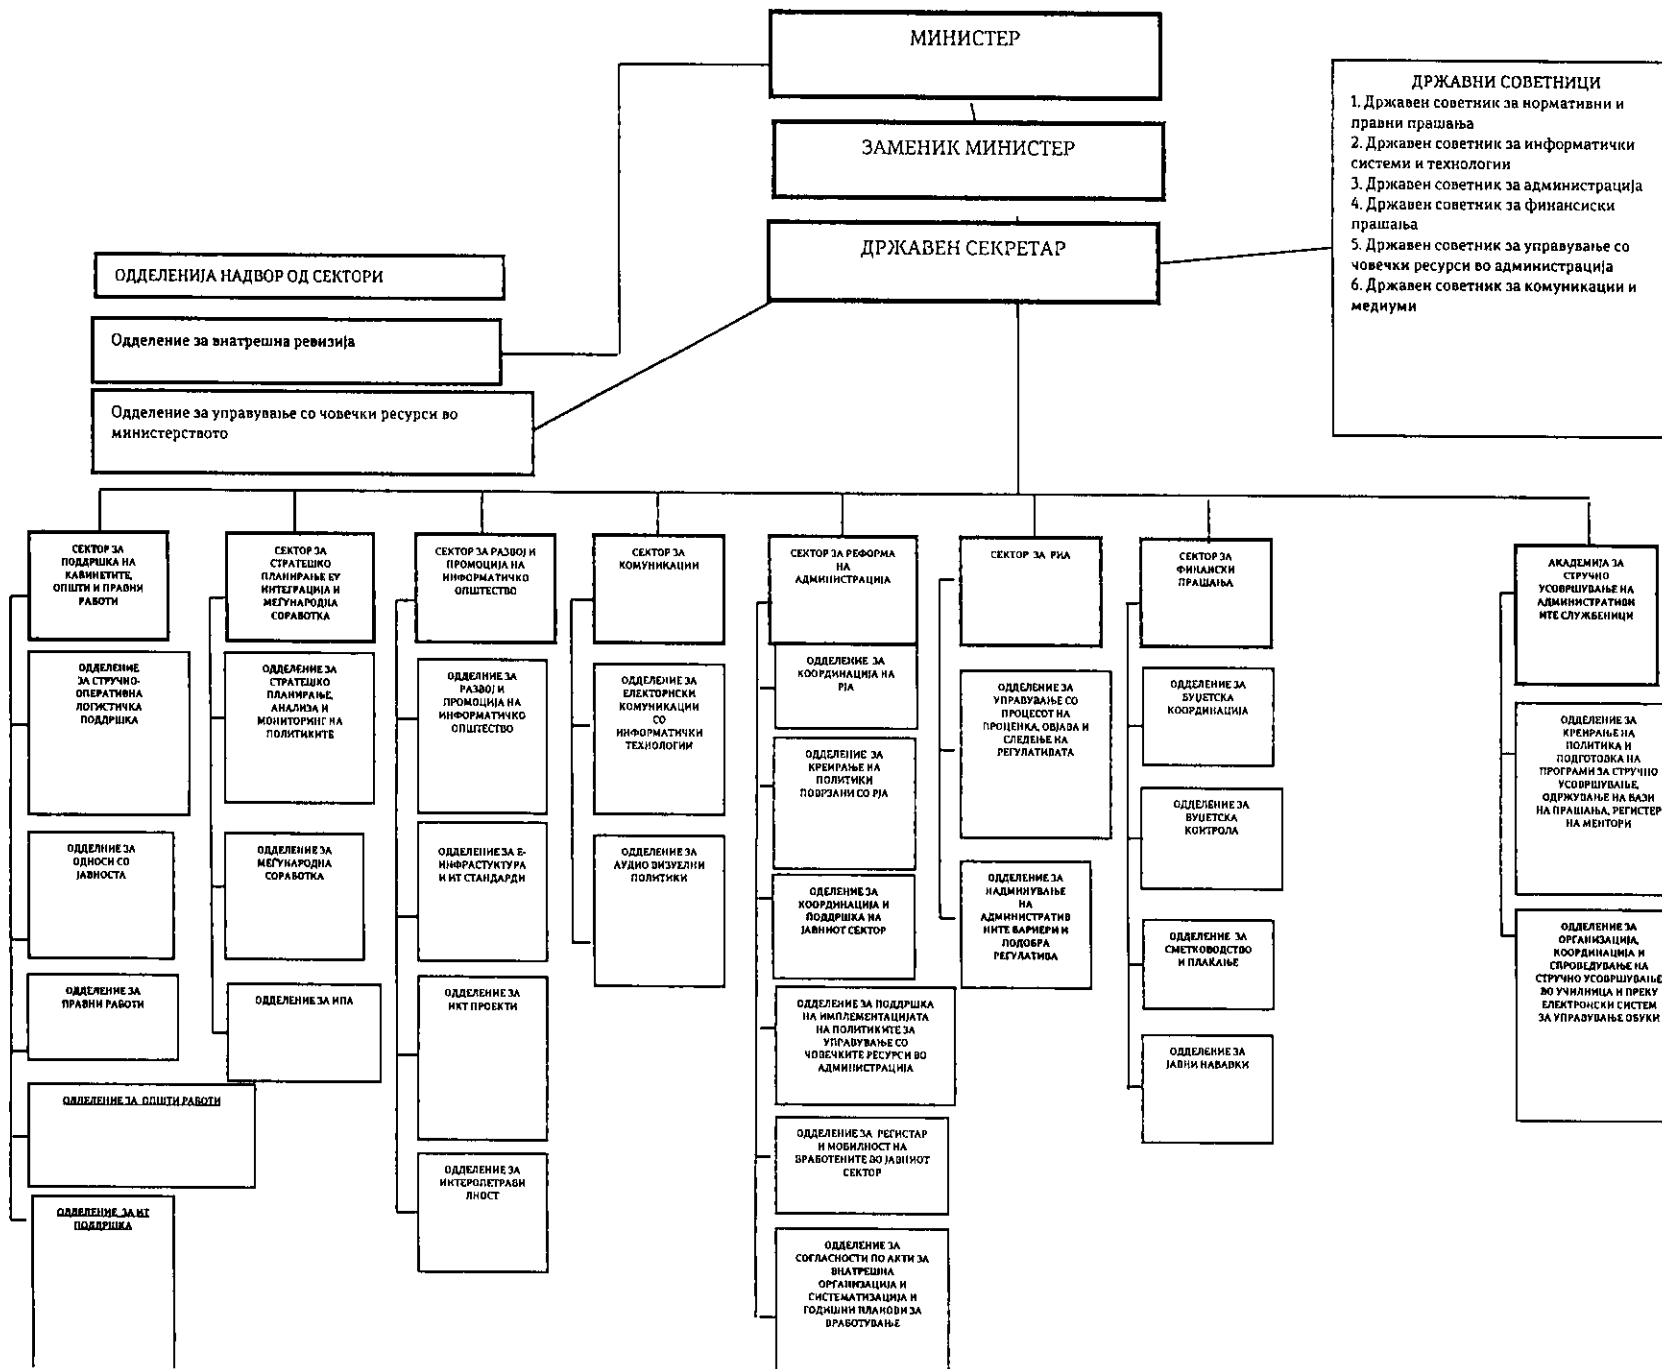 МИНИСТЕР
ЗАМЕНИК МИНИСТЕР
ДРЖАВЕН СЕКРЕТАР
ДРЖАВНИ СОВЕТНИЦИ
1. Државен советник за нормативни и
правни прашања
2. Државен советник за информатички
системи и технологии
3. Државен советник за администрација
4. Државен советник за финансиски
прашања
5. Државен советник за управување со
човечки ресурси во администрација
6. Државен советник за комуникации и
медиуми
ОДДЕЛЕНИЈА НАДВОР ОД СЕКТОРИ
Одделение за внатрешна ревизија
Одделение за управување со човечки ресурси во
министерството
СЕКТОР ЗА
ПОДДРШКА НА
КАБИНЕТИТЕ,
ОПШТИ И ПРАВНИ
РАБОТИ
ОДДЕЛЕНИЕ
ЗА СТРУЧНО-
ОПЕРАТИВНА
ЛОГИСТИЧКА
ПОДДРШКА
ОДДЕЛНИЕ ЗА
ОДНОСИ СО
ЈАВНОСТА
ОДДЕЛЕНИЕ ЗА
ПРАВНИ РАБОТИ
ОДДЕЛЕНИЕ ЗА ОПШТИ РАБОТИ
ОДДЕЛЕНИЕ ЗА ИТ
ПОДДРШКА
СЕКТОР ЗА
СТРАТЕШКО
ПЛАНИРАЊЕ ЕУ
ИНТЕГРАЦИЈА И
МЕЃУНАРОДНА
СОРАБОТКА
ОДДЕЛЕНИЕ ЗА
СТРАТЕШКО
ПЛАНИРАЊЕ,
АНАЛИЗА И
МОНИТОРИНГ НА
ПОЛИТИКИТЕ
ОДДЕЛЕНИЕ ЗА
МЕЃУНАРОДНА
СОРАБОТКА
ОДДЕЛЕНИЕ ЗА ИПА
СЕКТОР ЗА РАЗВОЈ И
ПРОМОЦИЈА НА
ИНФОРМАТИЧКО
ОПШТЕСТВО
ОДДЕЛНИЕ ЗА
РАЗВОЈ И
ПРОМОЦИЈА НА
ИНФОРМАТИЧКО
ОПШТЕСТВО
ОДДЕЛЕНИЕ ЗА Е-
ИНФРАСТУКТУРА
И ИТ СТАНДАРДИ
ОДДЕЛЕНИЕ ЗА
ИКТ ПРОЕКТИ
ОДДЕЛЕНИЕ ЗА
ИНТЕРОПЕТРАБИ
ЛНОСТ
СЕКТОР ЗА
КОМУНИКАЦИИ
ОДДЕЛЕНИЕ ЗА
ЕЛЕКТОРНСКИ
КОМУНИКАЦИИ
СО
ИНФОРМАТИЧКИ
ТЕХНОЛОГИИ
ОДДЕЛЕНИЕ ЗА
АУДИО ВИЗУЕЛНИ
ПОЛИТИКИ
СЕКТОР ЗА РЕФОРМА
НА
АДМИНИСТРАЦИЈА
ОДДЕЛЕНИЕ ЗА
КООРДИНАЦИЈА НА
РЈА
ОДДЕЛЕНИЕ ЗА
КРЕИРАЊЕ НА
ПОЛИТИКИ
ПОВРЗАНИ СО РЈА
ОДЕЛЕНИЕ ЗА
КООРДИНАЦИЈА И
ПОДДРШКА НА
ЈАВНИОТ СЕКТОР
ОДДЕЛЕНИЕ ЗА ПОДДРШКА
НА ИМПЛЕМЕНТАЦИЈАТА
НА ПОЛИТИКИТЕ ЗА
УПРАВУВАЊЕ СО
ЧОВЕЧКИТЕ РЕСУРСИ ВО
АДМИНИСТРАЦИЈА
ОДДЕЛЕНИЕ ЗА РЕГИСТАР
И МОБИЛНОСТ НА
ВРАБОТЕНИТЕ ВО ЈАВНИОТ
СЕКТОР
ОДДЕЛЕНИЕ ЗА
СОГЛАСНОСТИ ПО АКТИ ЗА
ВНАТРЕШНА
ОРГАНИЗАЦИЈА И
СИСТЕМАТИЗАЦИЈА И
ГОДИШНИ ПЛАНОВИ ЗА
ВРАБОТУВАЊЕ
СЕКТОР ЗА РИА
ОДДЕЛЕНИЕ ЗА
УПРАВУВАЊЕ СО
ПРОЦЕСОТ НА
ПРОЦЕНКА, ОБЈАВА И
СЛЕДЕЊЕ НА
РЕГУЛАТИВАТА
ОДДЕЛЕНИЕ ЗА
НАДМИНУВАЊЕ
НА
АДМИНИСТРАТИВ
НИТЕ БАРИЕРИ И
ПОДОБРА
РЕГУЛАТИВА
СЕКТОР ЗА
ФИНАНСКИ
ПРАШАЊА
ОДДЕЛЕНИЕ ЗА
БУЏЕТСКА
КООРДИНАЦИЈА
ОДДЕЛЕНИЕ ЗА
БУЏЕТСКА
КОНТРОЛА
ОДДЕЛЕНИЕ ЗА
СМЕТКОВОДСТВО
И ПЛАКАЊЕ
ОДДЕЛЕНИЕ ЗА
ЈАВНИ НАБАВКИ
АКАДЕМИЈА ЗА
СТРУЧНО
УСОВРШУВАЊЕ НА
АДМИНИСТРАТИВН
ИТЕ СЛУЖБЕНИЦИ
ОДДЕЛЕНИЕ ЗА
КРЕИРАЊЕ НА
ПОЛИТИКА И
ПОДГОТОВКА НА
ПРОГРАМИ ЗА СТРУЧНО
УСОВРШУВАЊЕ,
ОДРЖУВАЊЕ НА БАЗИ
НА ПРАШАЊА, РЕГИСТЕР
НА МЕНТОРИ
ОДДЕЛЕНИЕ ЗА
ОРГАНИЗАЦИЈА,
КООРДИНАЦИЈА И
СПРОВЕДУВАЊЕ НА
СТРУЧНО УСОВРШУВАЊЕ
ВО УЧИЛНИЦА И ПРЕКУ
ЕЛЕКТРОНСКИ СИСТЕМ
ЗА УПРАВУВАЊЕ ОБУКИ